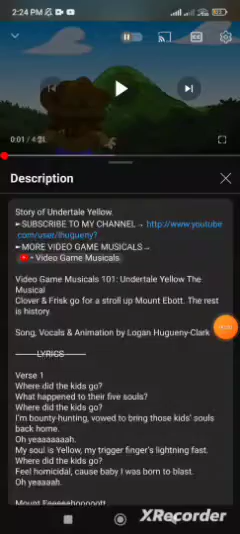 2:24 PM
0:01 / 4:
Description
Story of Undertale Yellow.
►SUBSCRIBE TO MY CHANNEL→ http://www.youtube
.com/user/lhugueny?
►MORE VIDEO GAME MUSICALS→
• Video Game Musicals
Video Game Musicals 101: Undertale Yellow The
Musical
Clover & Frisk go for a stroll up Mount Ebott. The rest
is history.
Song, Vocals & Animation by Logan Hugueny-Clark
LYRICS
Verse 1
Where did the kids go?
What happened to their five souls?
Where did the kids go?
I'm bounty-hunting, vowed to bring those kids' souls
back home.
Oh yeaaaaaaah.
My soul is Yellow, my trigger finger's lightning fast.
Where did the kids go?
Feel homicidal, cause baby I was born to blast.
Oh yeaaaah.
XRecorder